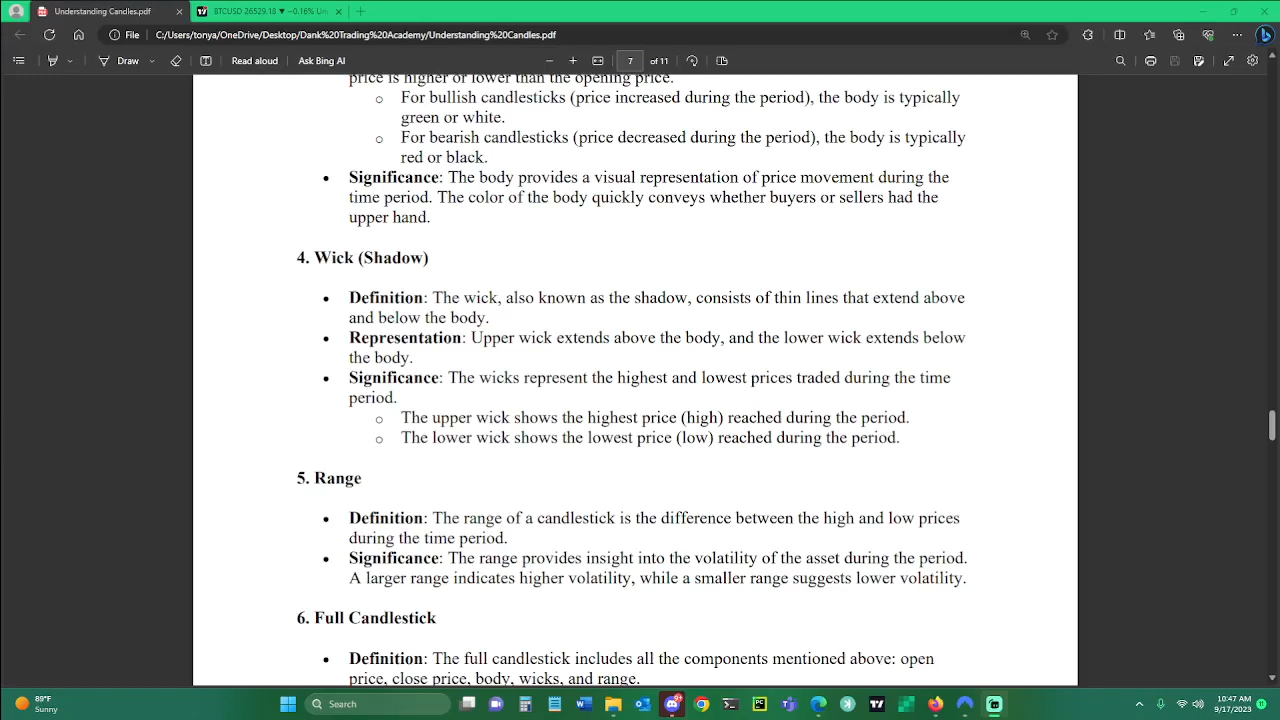 Understanding Candles.pdf
BTCUSD 26529.18 ▼ −0.16% Un
File C:/Users/tonya/OneDrive/Desktop/Dank%20Trading%20Academy/Understanding%20Candles.pdf
Draw Read aloud Ask Bing AI 7 of 11
price is higher or lower than the opening price.
○ For bullish candlesticks (price increased during the period), the body is typically
green or white.
○ For bearish candlesticks (price decreased during the period), the body is typically
red or black.
• Significance: The body provides a visual representation of price movement during the
time period. The color of the body quickly conveys whether buyers or sellers had the
upper hand.
4. Wick (Shadow)
• Definition: The wick, also known as the shadow, consists of thin lines that extend above
and below the body.
• Representation: Upper wick extends above the body, and the lower wick extends below
the body.
• Significance: The wicks represent the highest and lowest prices traded during the time
period.
○ The upper wick shows the highest price (high) reached during the period.
○ The lower wick shows the lowest price (low) reached during the period.
5. Range
• Definition: The range of a candlestick is the difference between the high and low prices
during the time period.
• Significance: The range provides insight into the volatility of the asset during the period.
A larger range indicates higher volatility, while a smaller range suggests lower volatility.
6. Full Candlestick
• Definition: The full candlestick includes all the components mentioned above: open
price, close price, body, wicks, and range.
89°F
Sunny
Search
10:47 AM
9/17/2023